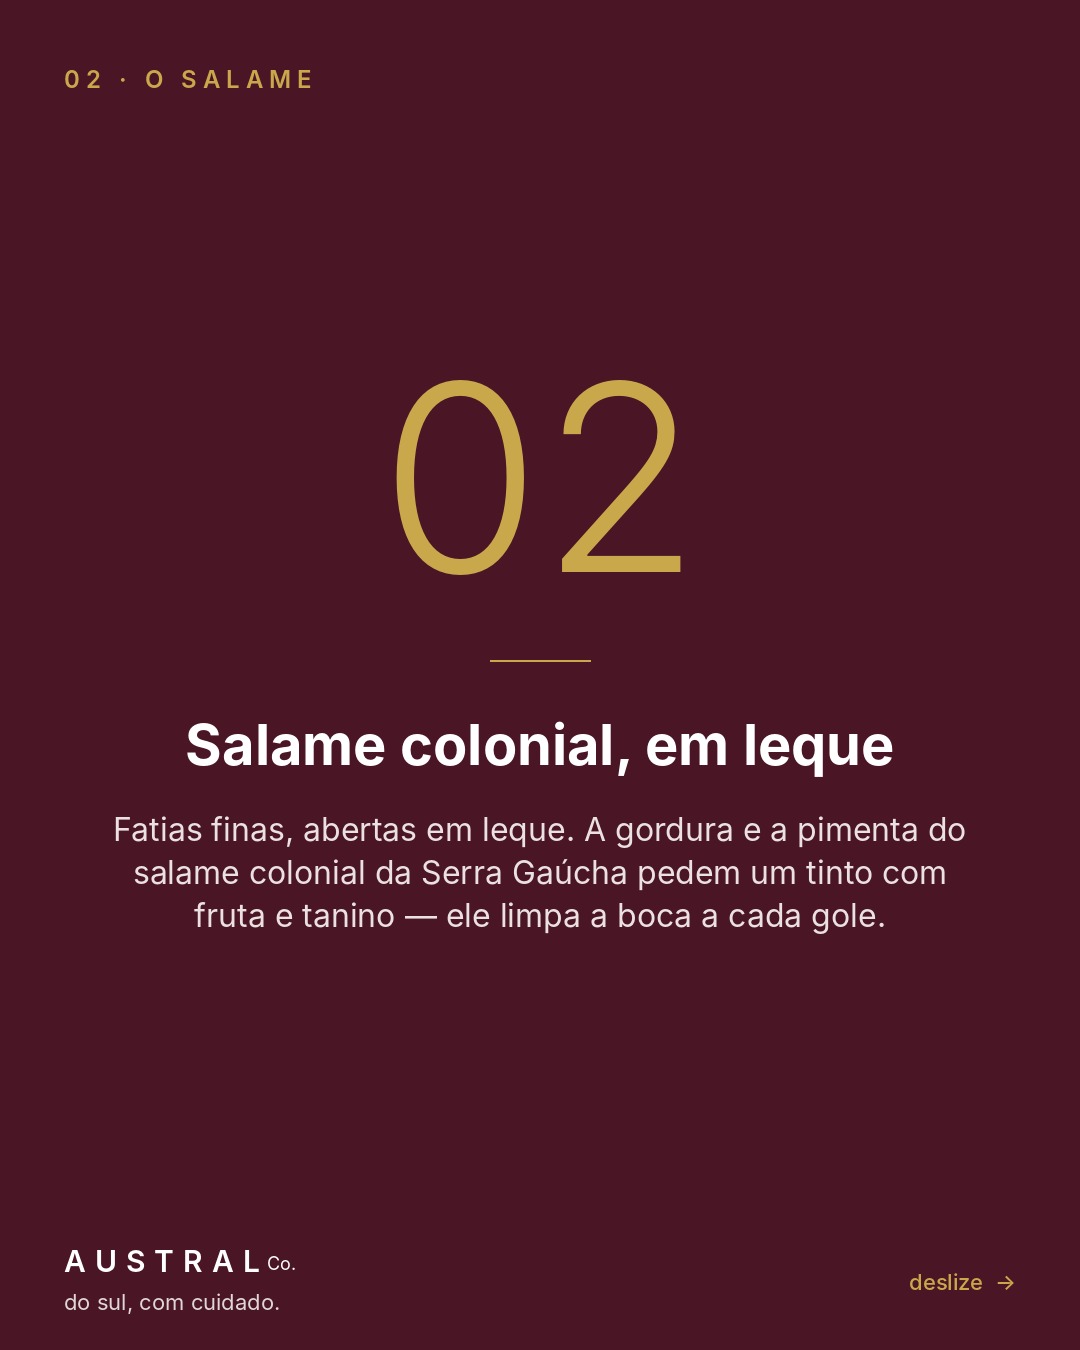 02 · O SALAME
02
Salame colonial, em leque
Fatias finas, abertas em leque. A gordura e a pimenta do
salame colonial da Serra Gaúcha pedem um tinto com
fruta e tanino — ele limpa a boca a cada gole.
AUSTRAL Co.
do sul, com cuidado.
deslize →